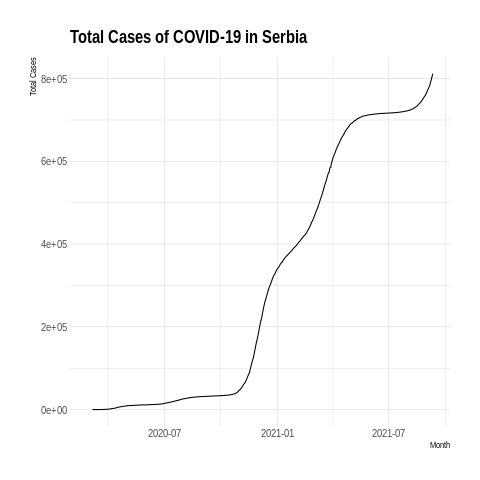 Total Cases of COVID-19 in Serbia
Total Cases
8e+05
6e+05
4e+05
2e+05
0e+00
2020-07
2021-01
2021-07
Month